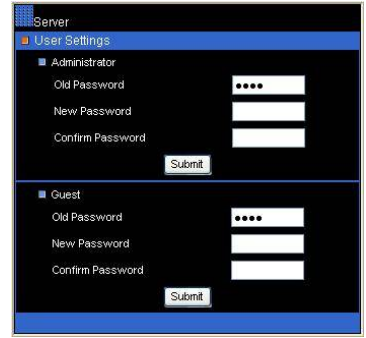 Server
User Settings
Administrator
Old Password ●●●●
New Password
Confirm Password
Submit
Guest
Old Password ●●●●
New Password
Confirm Password
Submit